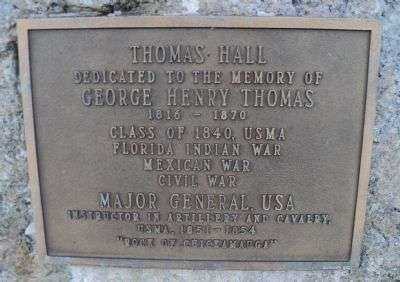 THOMAS HALL
DEDICATED TO THE MEMORY OF
GEORGE HENRY THOMAS
1816 - 1870
CLASS OF 1840, USMA
FLORIDA INDIAN WAR
MEXICAN WAR
CIVIL WAR
MAJOR GENERAL, USA
INSTRUCTOR IN ARTILLERY AND CAVALRY,
USMA, 1851-1854
"ROCK OF CHICKAMAUGA"